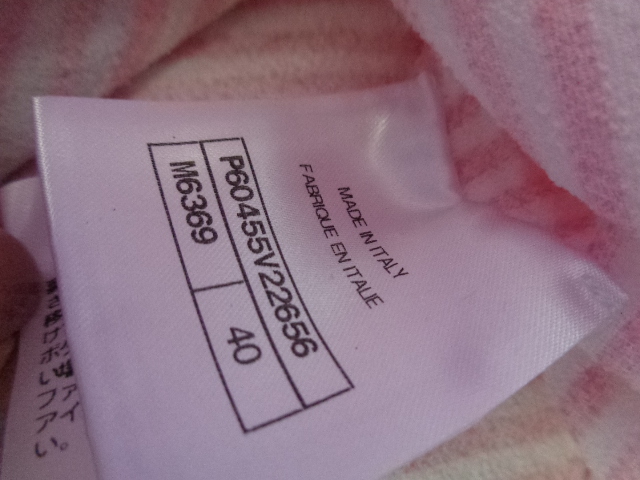 MADE IN ITALY
FABRIQUE EN ITALIE
P60455V22656
M6369
40